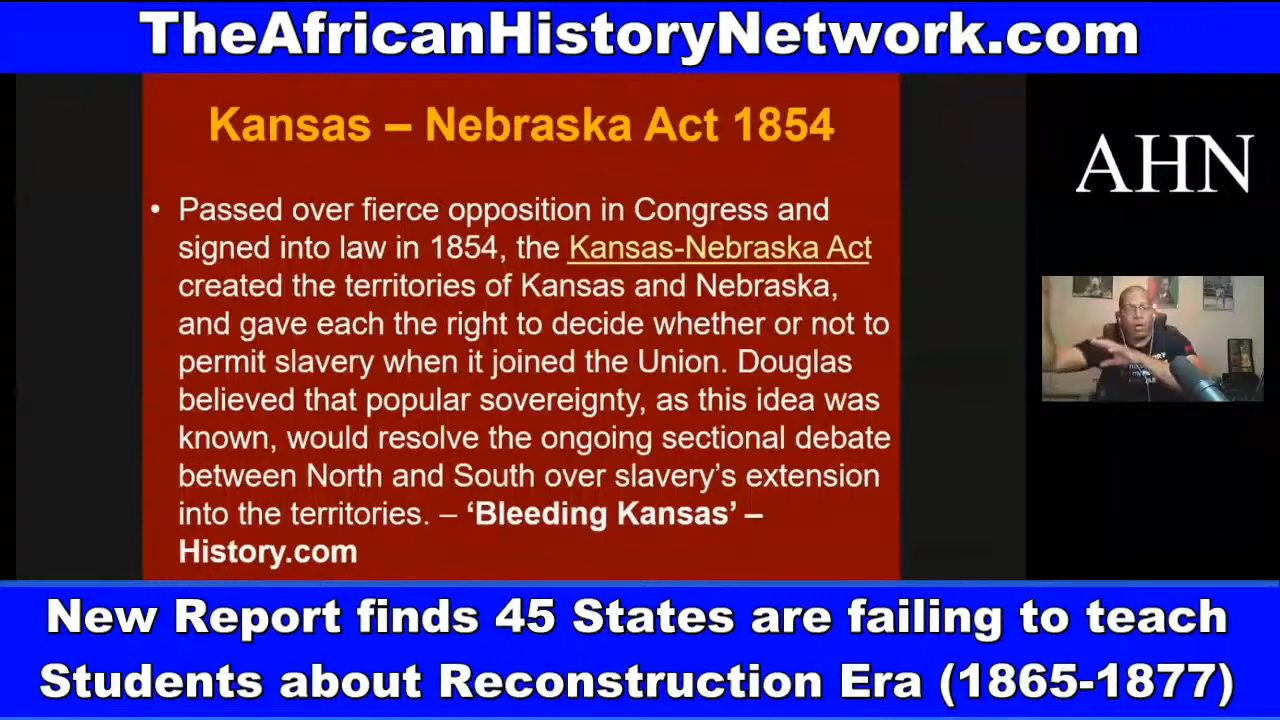 TheAfricanHistoryNetwork.com
Kansas – Nebraska Act 1854
AHN
• Passed over fierce opposition in Congress and
signed into law in 1854, the Kansas-Nebraska Act
created the territories of Kansas and Nebraska,
and gave each the right to decide whether or not to
permit slavery when it joined the Union. Douglas
believed that popular sovereignty, as this idea was
known, would resolve the ongoing sectional debate
between North and South over slavery’s extension
into the territories. – ‘Bleeding Kansas’ –
History.com
New Report finds 45 States are failing to teach
Students about Reconstruction Era (1865-1877)